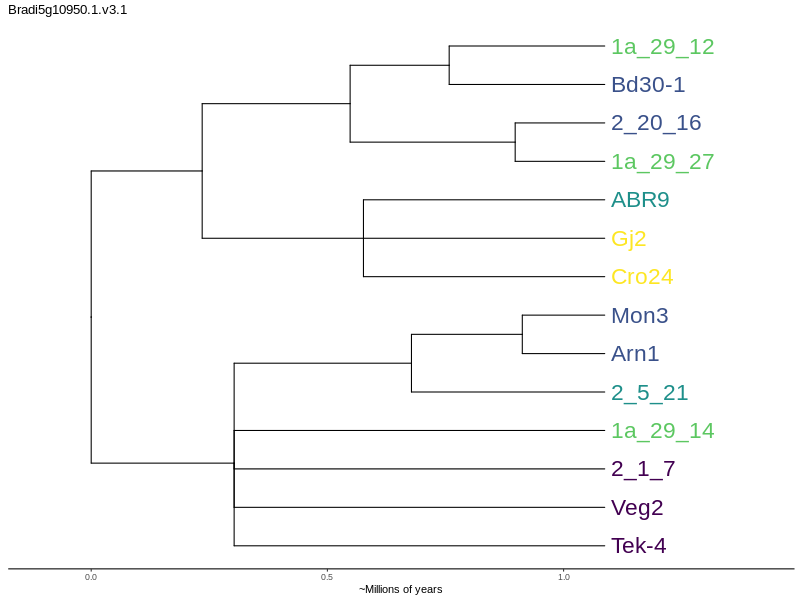 Bradi5g10950.1.v3.1
1a_29_12
Bd30-1
2_20_16
1a_29_27
ABR9
Gj2
Cro24
Mon3
Arn1
2_5_21
1a_29_14
2_1_7
Veg2
Tek-4
0.0 0.5 1.0
~Millions of years